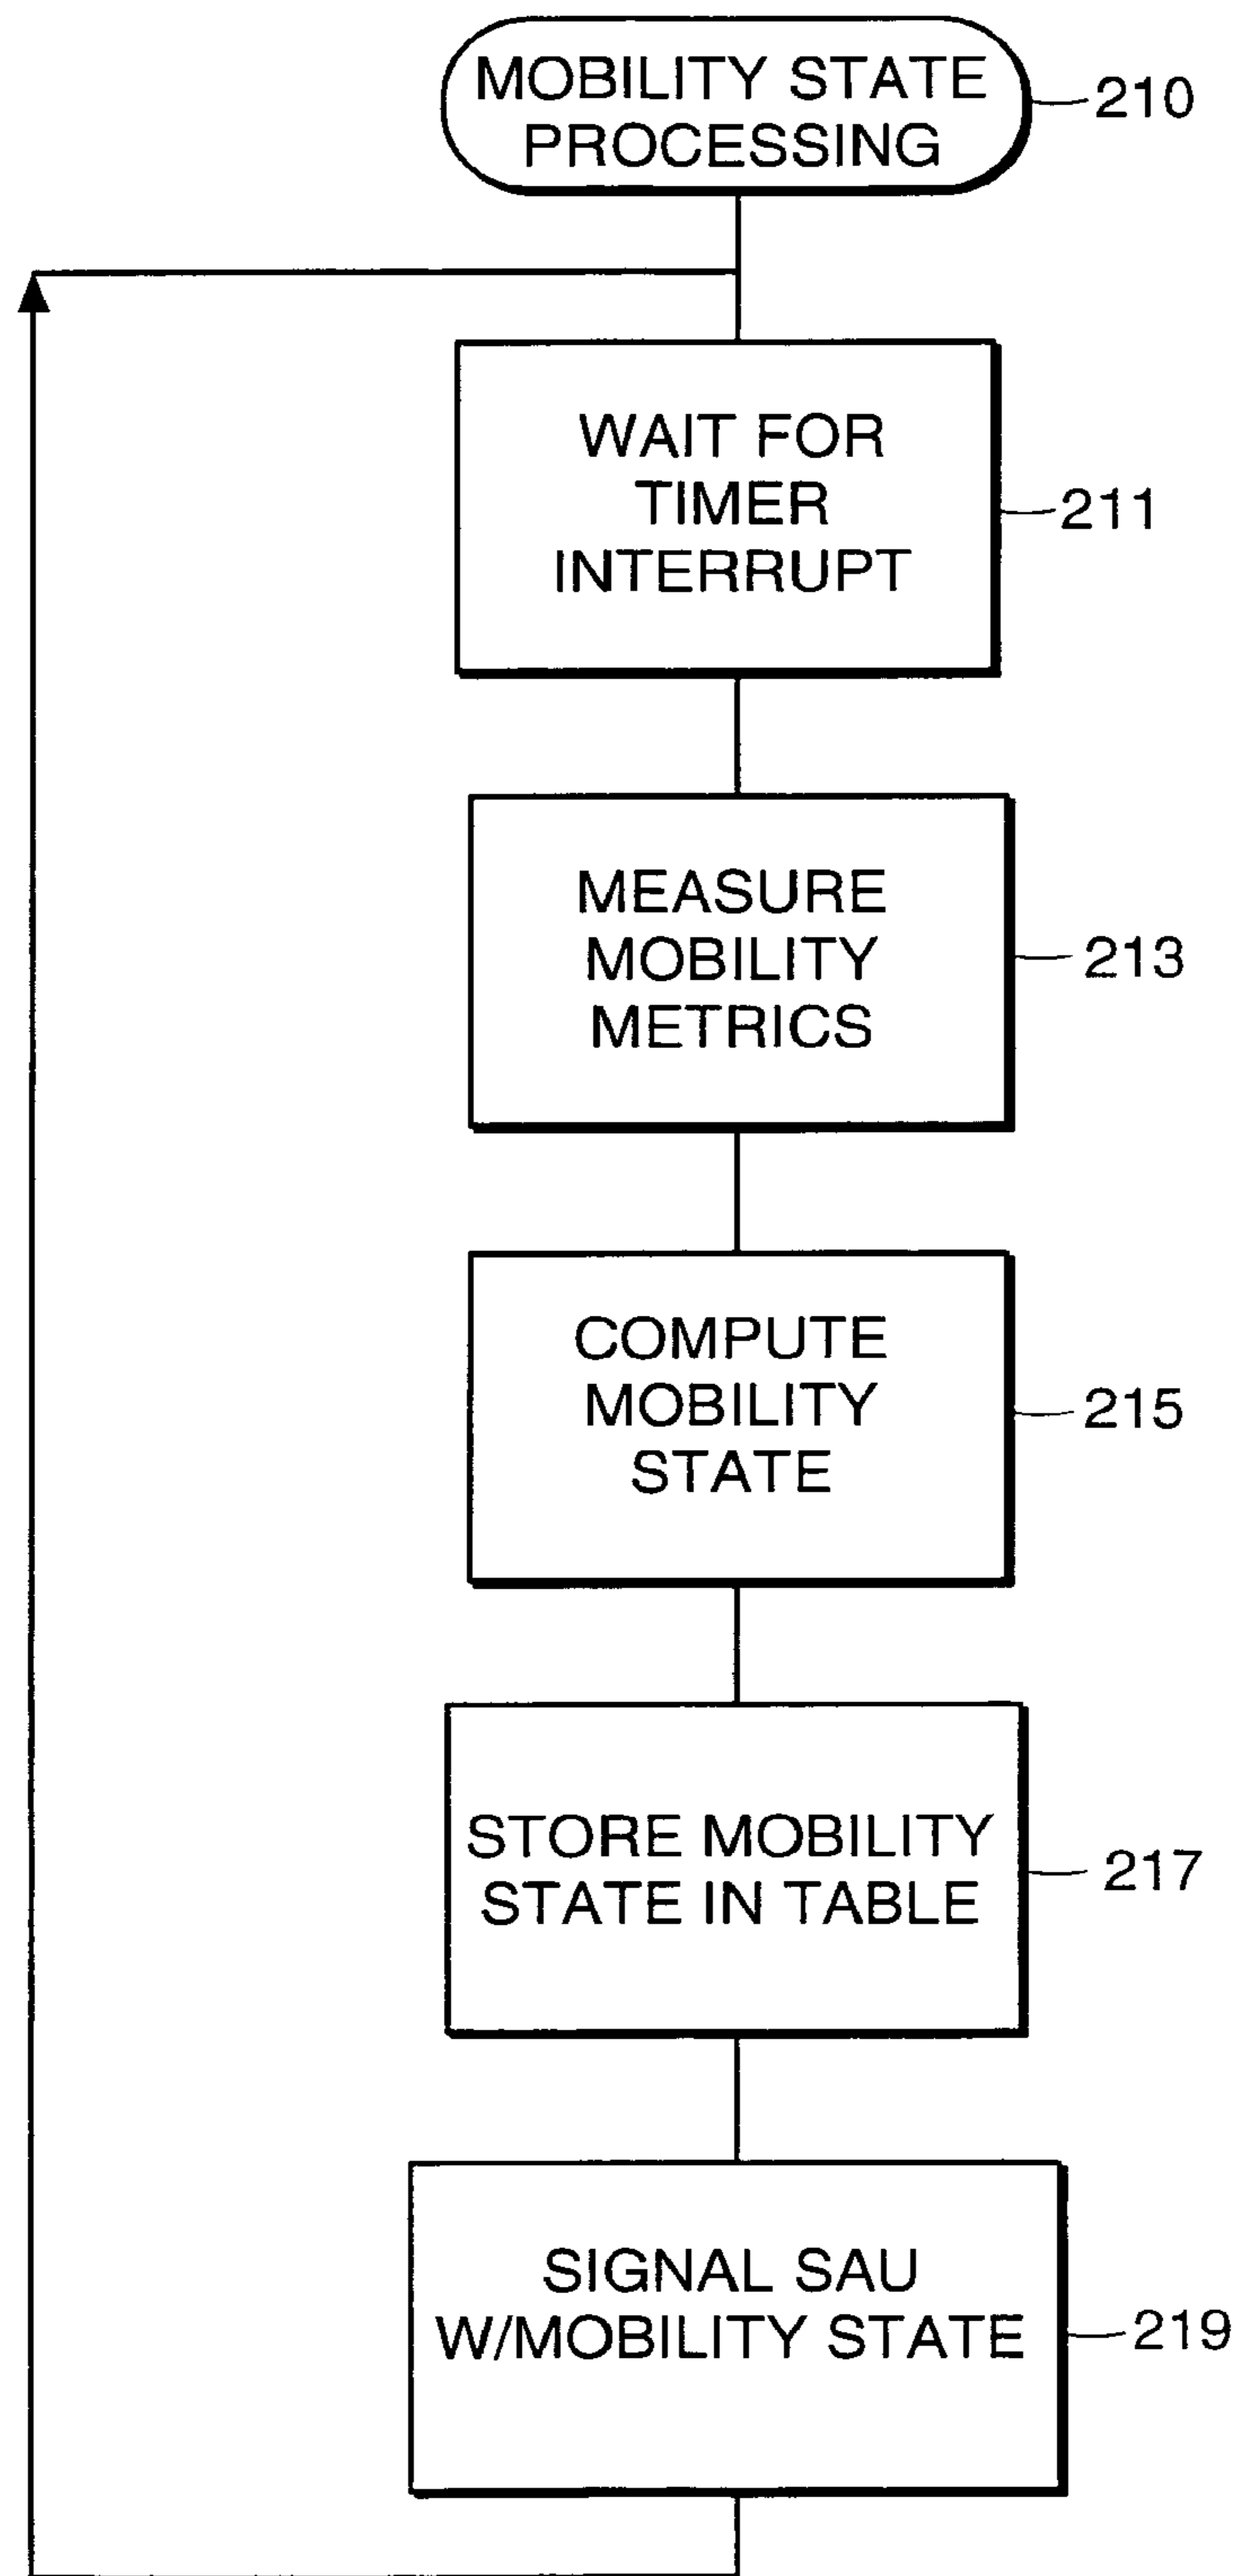 MOBILITY STATE
PROCESSING
210
WAIT FOR
TIMER
INTERRUPT
211
MEASURE
MOBILITY
METRICS
213
COMPUTE
MOBILITY
STATE
215
STORE MOBILITY
STATE IN TABLE
217
SIGNAL SAU
W/MOBILITY STATE
219